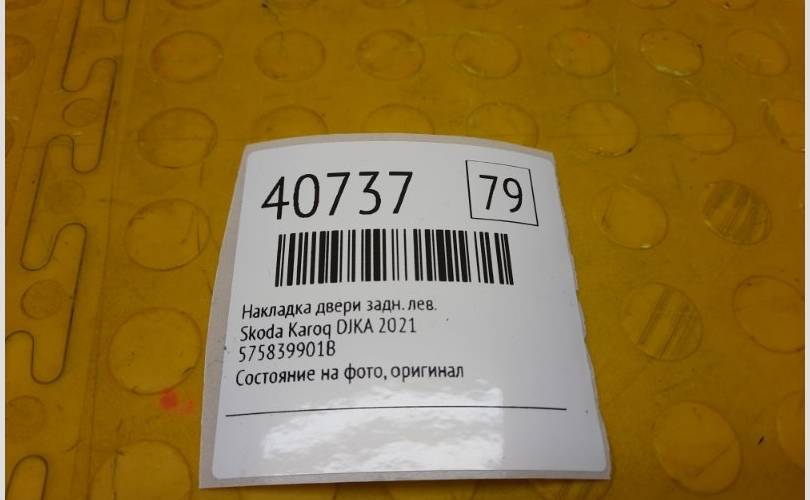 40737 79
Накладка двери задн. лев.
Skoda Karoq DJKA 2021
575839901B
Состояние на фото, оригинал